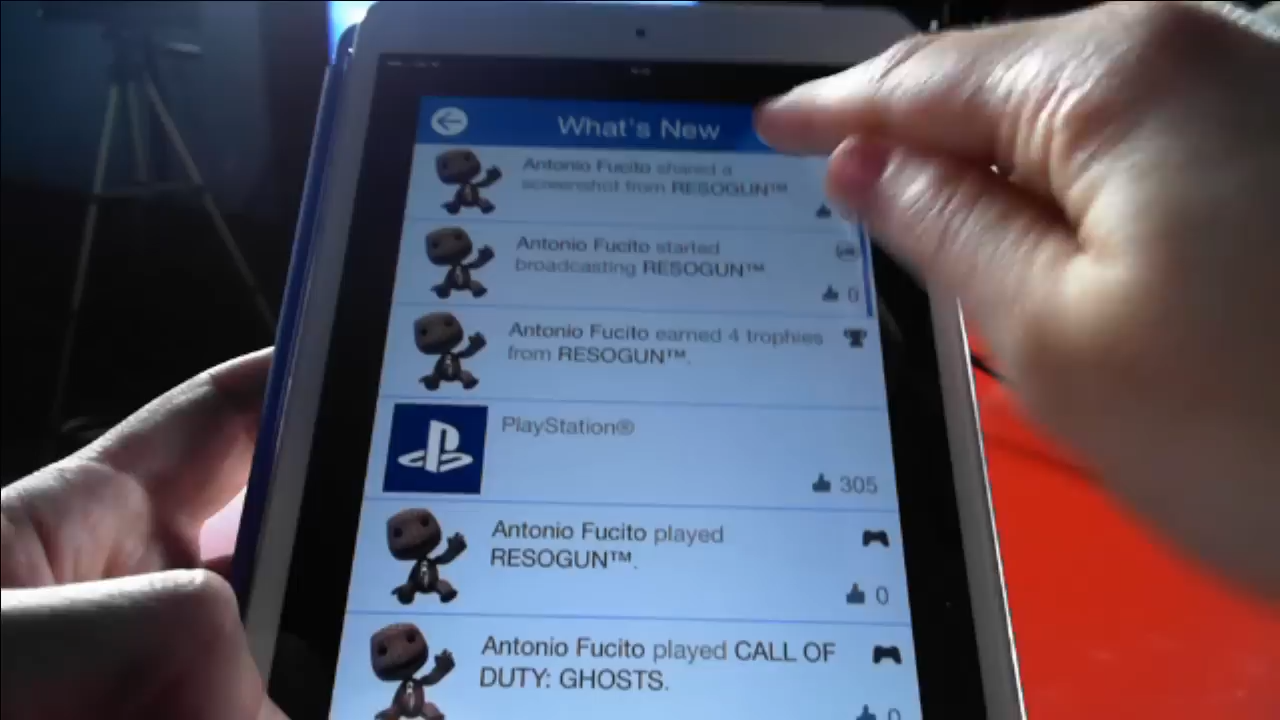 What's New
Antonio Fucito shared a
screenshot from RESOGUN™
Antonio Fucito started
broadcasting RESOGUN™
0
Antonio Fucito earned 4 trophies
from RESOGUN™.
PlayStation®
305
Antonio Fucito played
RESOGUN™.
0
Antonio Fucito played CALL OF
DUTY: GHOSTS.
0